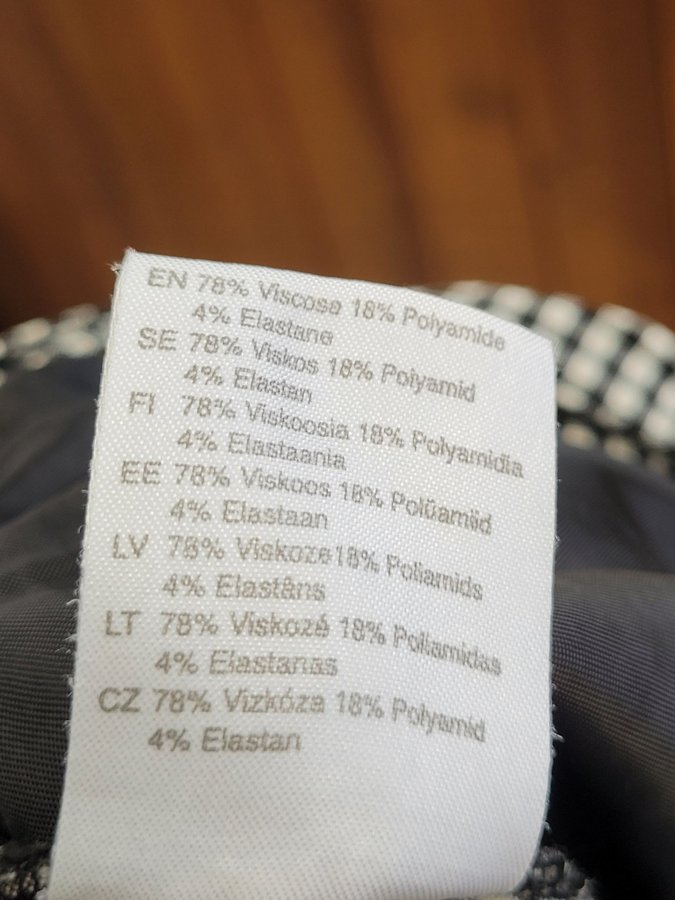 EN 78% Viscose 18% Polyamide
4% Elastane
SE 78% Viskos 18% Polyamid
4% Elastan
FI 78% Viskoosia 18% Polyamidia
4% Elastaania
EE 78% Viskoos 18% Polüamiid
4% Elastaan
LV 78% Viskoze18% Poliamids
4% Elastāns
LT 78% Viskozė 18% Poliamidas
4% Elastanas
CZ 78% Vizkóza 18% Polyamid
4% Elastan